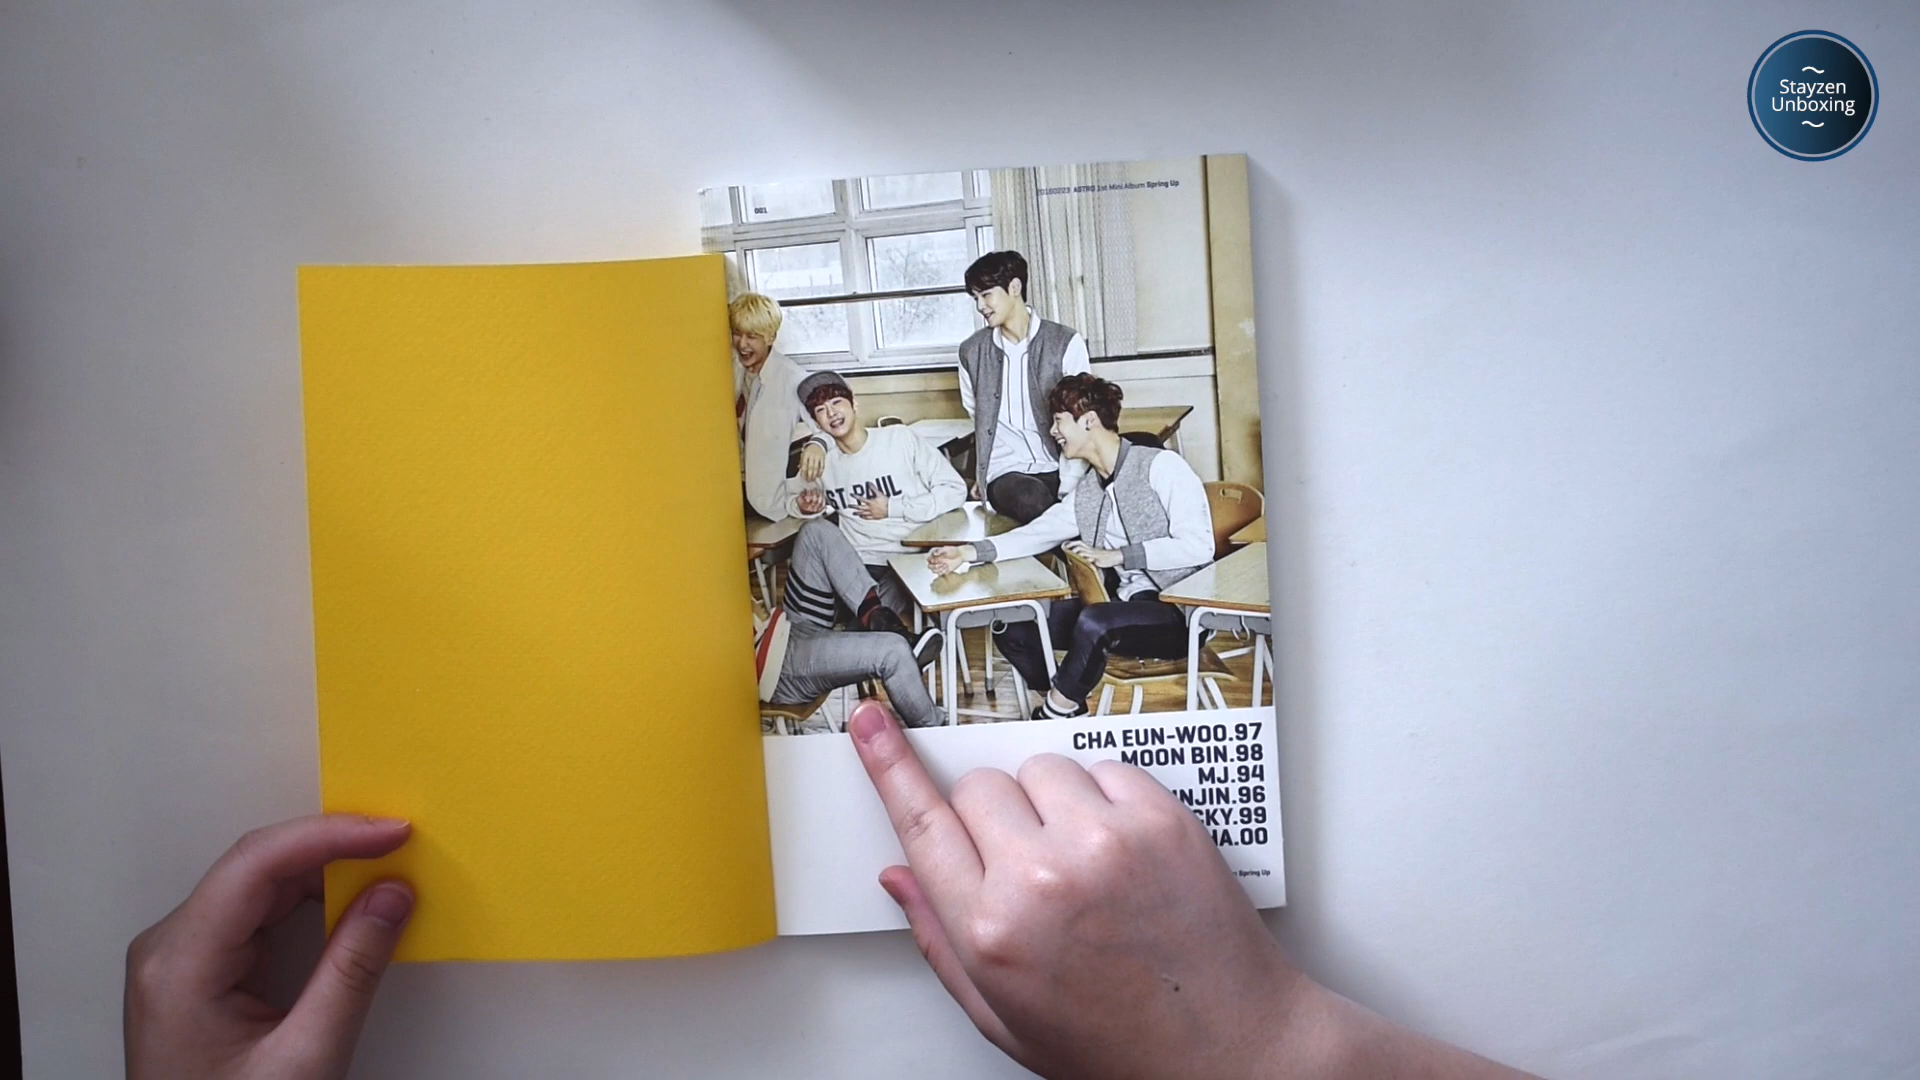 Stayzen
Unboxing
20160223 ASTRO 1st Mini Album Spring Up
001
ST. PAUL
CHA EUN-WOO.97
MOON BIN.98
MJ.94
NJIN.96
CKY.99
HA.00
Spring Up